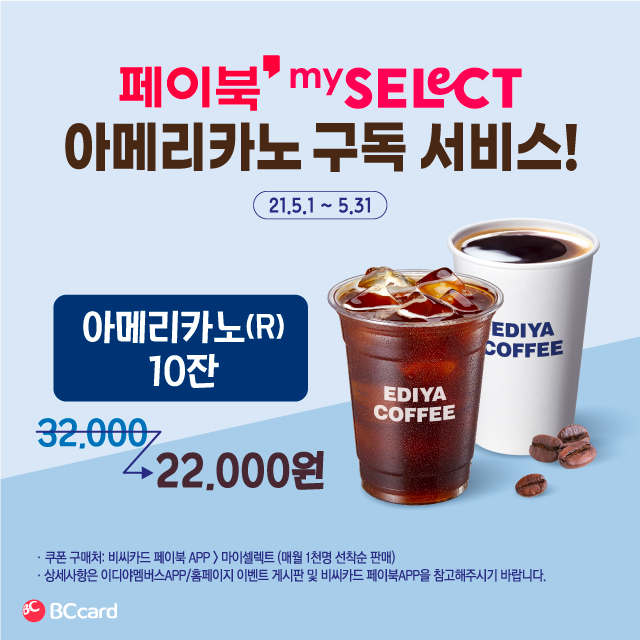 페이북' mySELeCT
아메리카노 구독 서비스!
21.5.1 ~ 5.31
아메리카노(R)
10잔
32.000
22.000원
EDIYA
COFFEE
EDIYA
COFFEE
· 쿠폰 구매처: 비씨카드 페이북 APP > 마이셀렉트 (매월 1천명 선착순 판매)
· 상세사항은 이디야멤버스APP/홈페이지 이벤트 게시판 및 비씨카드 페이북APP을 참고해주시기 바랍니다.
BC BCcard